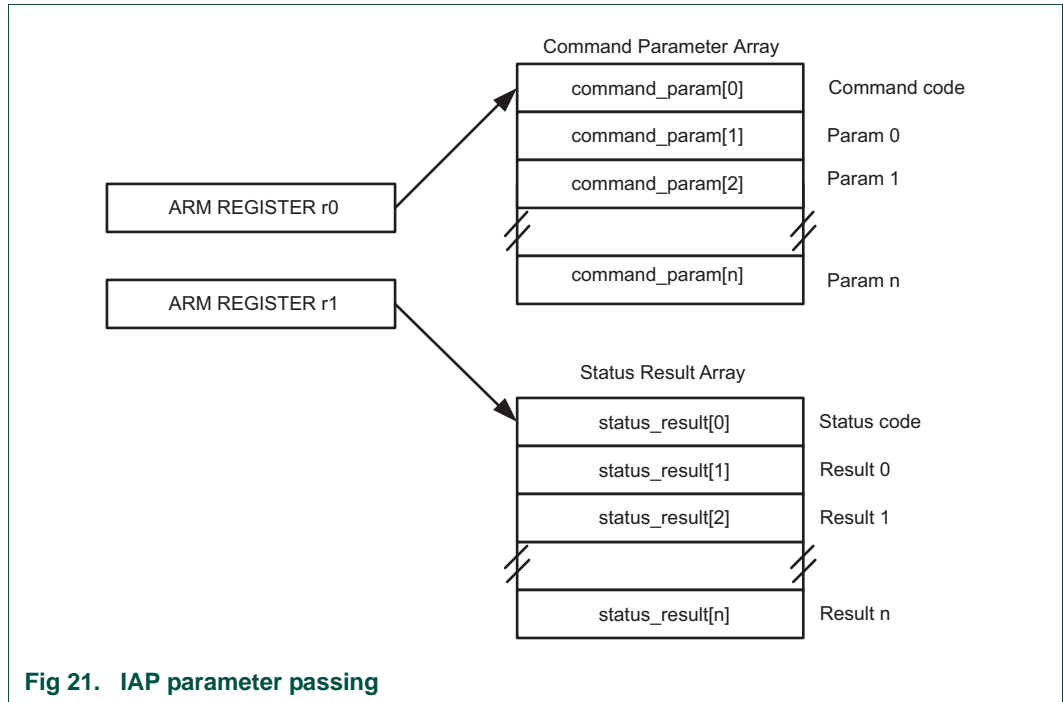 Command Parameter Array
command_param[0] Command code
command_param[1] Param 0
command_param[2] Param 1
ARM REGISTER r0
command_param[n] Param n
ARM REGISTER r1
Status Result Array
status_result[0] Status code
status_result[1] Result 0
status_result[2] Result 1
status_result[n] Result n
Fig 21. IAP parameter passing